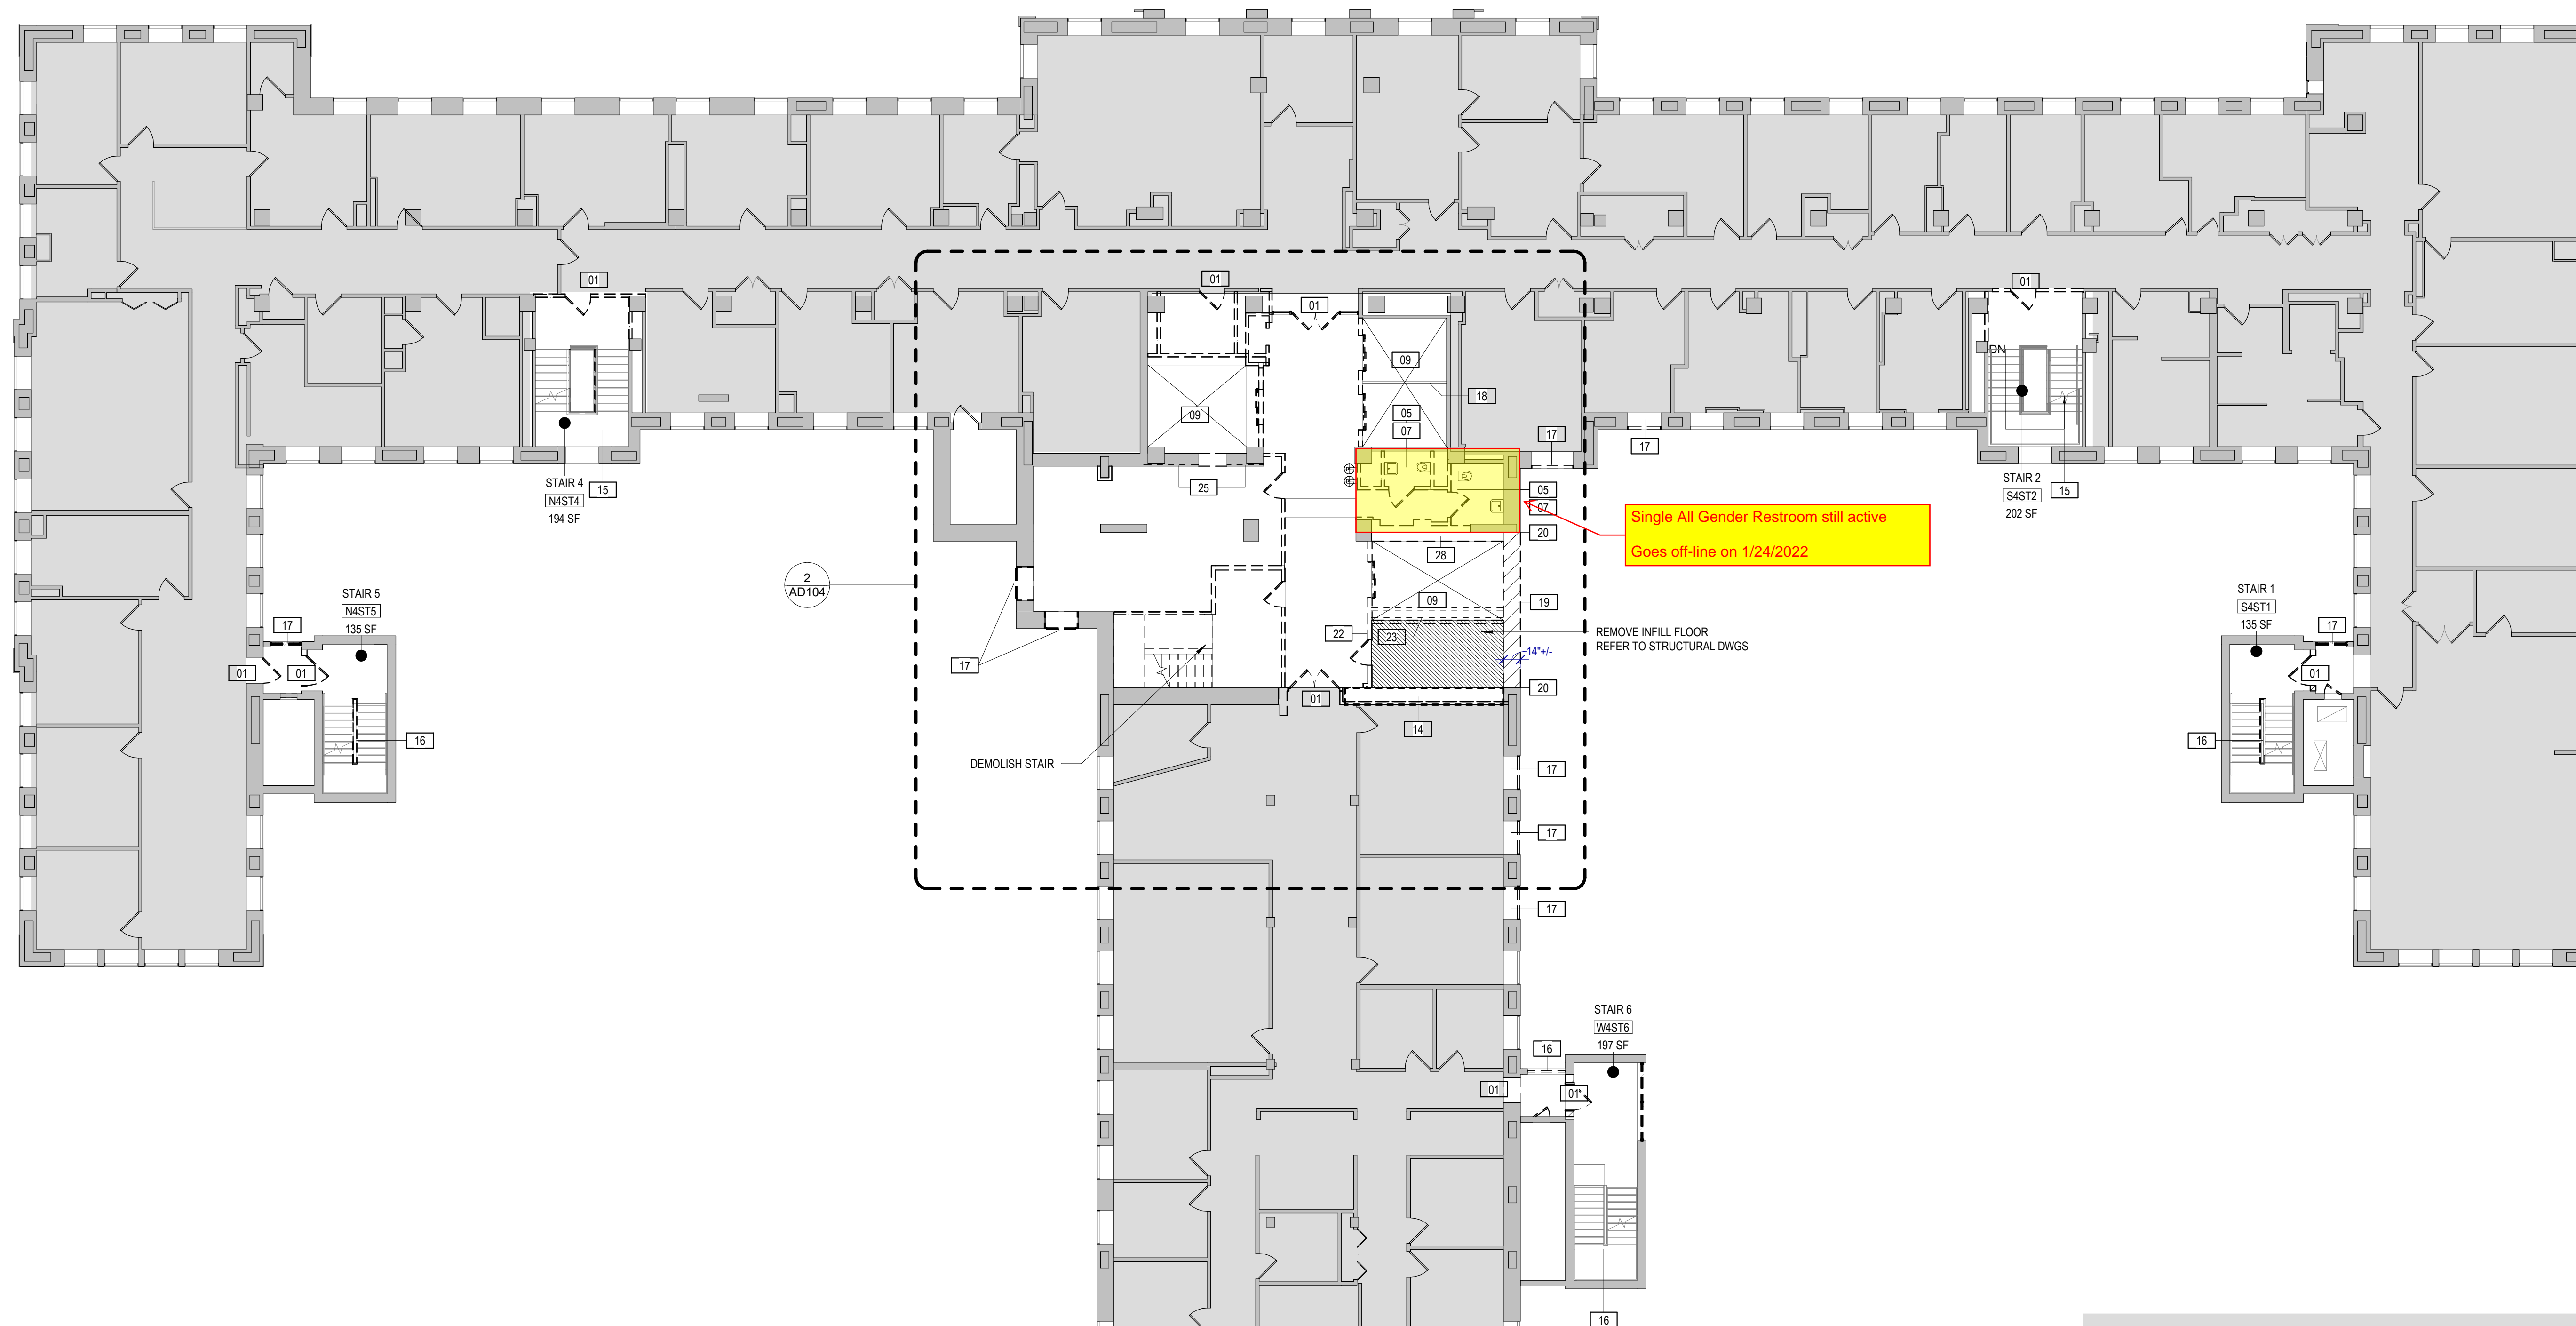 01
01
01
01
DN
09
18
05
09
07
17
17
25
STAIR 4
N4ST4
194 SF
15
05
07
20
STAIR 2
S4ST2
202 SF
15
Single All Gender Restroom still active
Goes off-line on 1/24/2022
28
2
AD104
STAIR 5
N4ST5
135 SF
17
01
01
09
19
22
23
REMOVE INFILL FLOOR
REFER TO STRUCTURAL DWGS
14"+/-
STAIR 1
S4ST1
135 SF
17
01
17
20
01
14
16
DEMOLISH STAIR
16
17
17
17
STAIR 6
W4ST6
197 SF
16
01
01
16